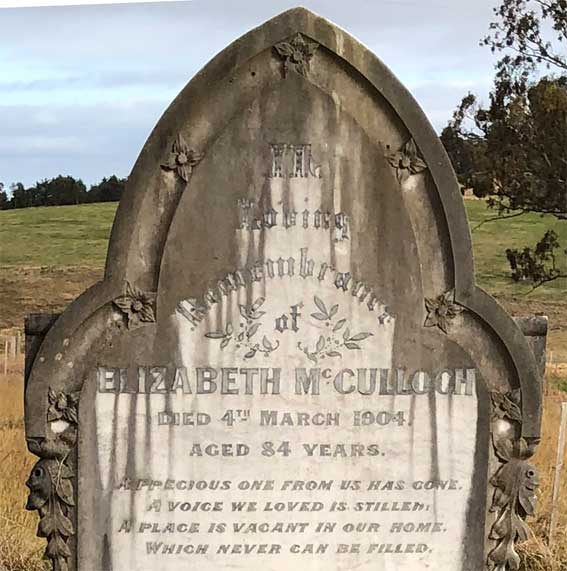 In
Loving
Remembrance
of
ELIZABETH McCULLOCH
DIED 4TH MARCH 1904.
AGED 84 YEARS.
A PRECIOUS ONE FROM US HAS GONE,
A VOICE WE LOVED IS STILLED;
A PLACE IS VACANT IN OUR HOME,
WHICH NEVER CAN BE FILLED.